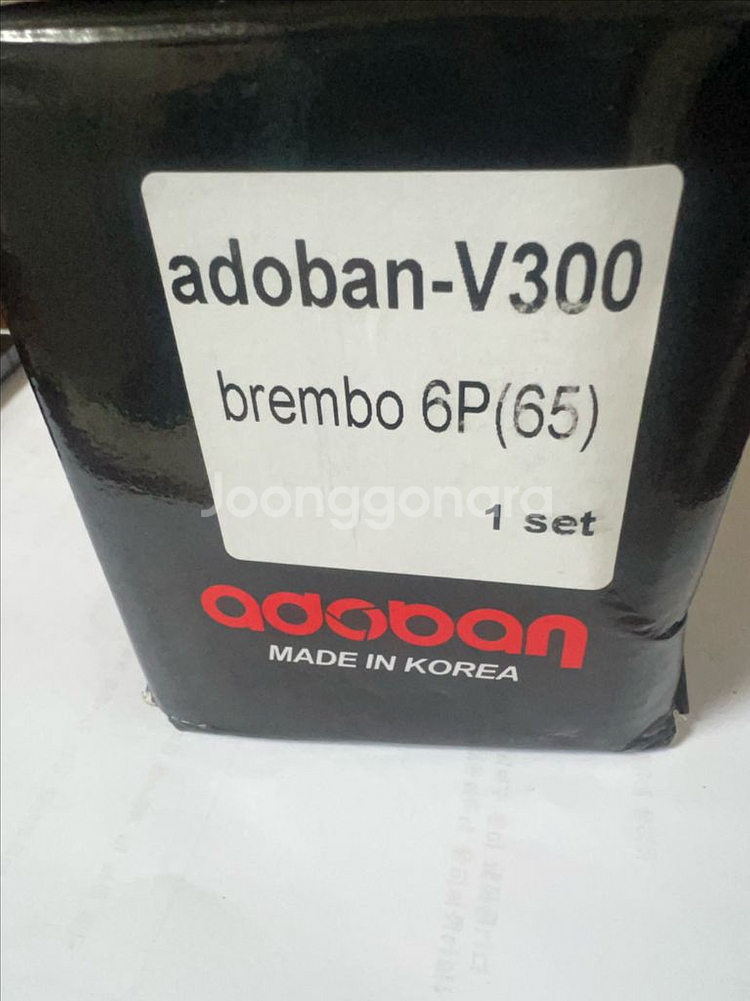 adoban-V300
brembo 6P(65)
Joonggonara
1 set
adoban
MADE IN KOREA